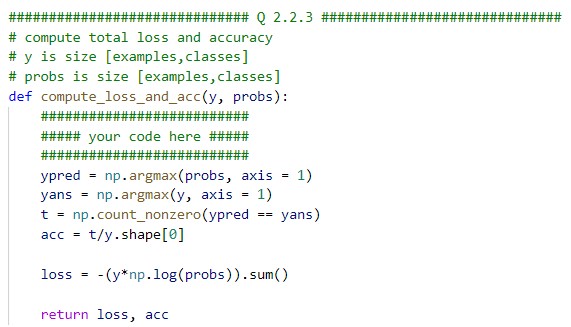 ############################## Q 2.2.3 ##############################
# compute total loss and accuracy
# y is size [examples,classes]
# probs is size [examples,classes]
def compute_loss_and_acc(y, probs):
    ##########################
    ##### your code here #####
    ##########################
    ypred = np.argmax(probs, axis = 1)
    yans = np.argmax(y, axis = 1)
    t = np.count_nonzero(ypred == yans)
    acc = t/y.shape[0]
    loss = -(y*np.log(probs)).sum()
    return loss, acc